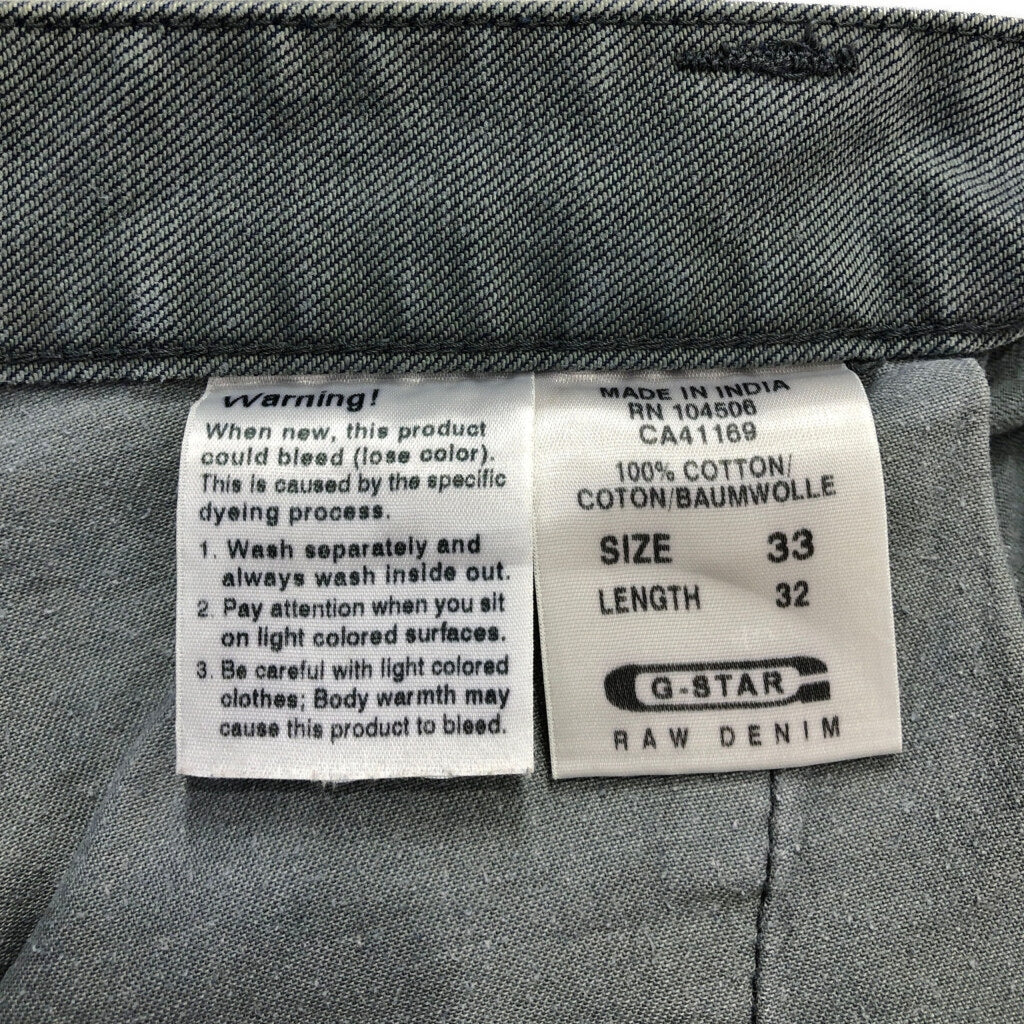 Warning!
When new, this product
could bleed (lose color).
This is caused by the specific
dyeing process.
1. Wash separately and
always wash inside out.
2. Pay attention when you sit
on light colored surfaces.
3. Be careful with light colored
clothes; Body warmth may
cause this product to bleed.
MADE IN INDIA
RN 104506
CA41169
100% COTTON/
COTON/BAUMWOLLE
SIZE 33
LENGTH 32
G-STAR
RAW DENIM